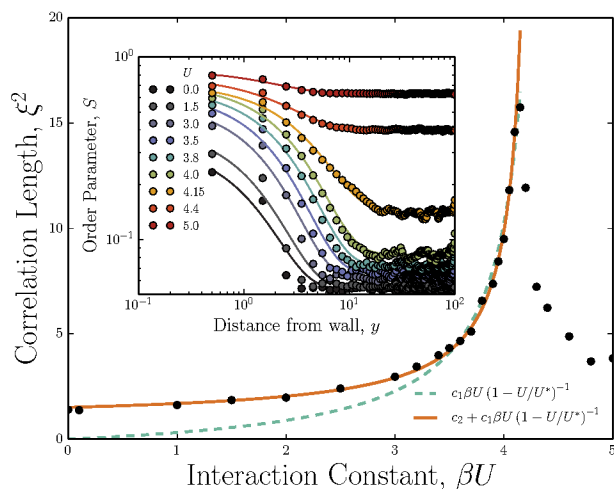 Correlation Length, ξ²
20
15
10
5
0
0 1 2 3 4 5
Interaction Constant, βU
Order Parameter, S
10⁰
10⁻¹
10⁻¹ 10⁰ 10¹ 10²
Distance from wall, y
U
0.0
1.5
3.0
3.5
3.8
4.0
4.15
4.4
5.0
c₁βU (1 − U/U*)⁻¹
c₂ + c₁βU (1 − U/U*)⁻¹